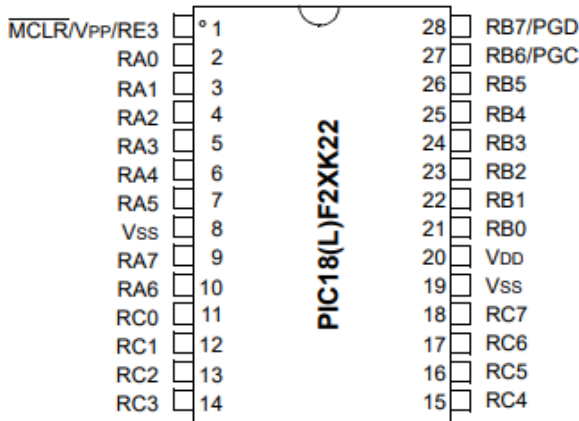 MCLR/VPP/RE3 1 28 RB7/PGD
RA0 2 27 RB6/PGC
RA1 3 26 RB5
RA2 4 25 RB4
RA3 5 24 RB3
RA4 6 23 RB2
RA5 7 22 RB1
VSS 8 21 RB0
RA7 9 20 VDD
RA6 10 19 VSS
RC0 11 18 RC7
RC1 12 17 RC6
RC2 13 16 RC5
RC3 14 15 RC4
PIC18(L)F2XK22